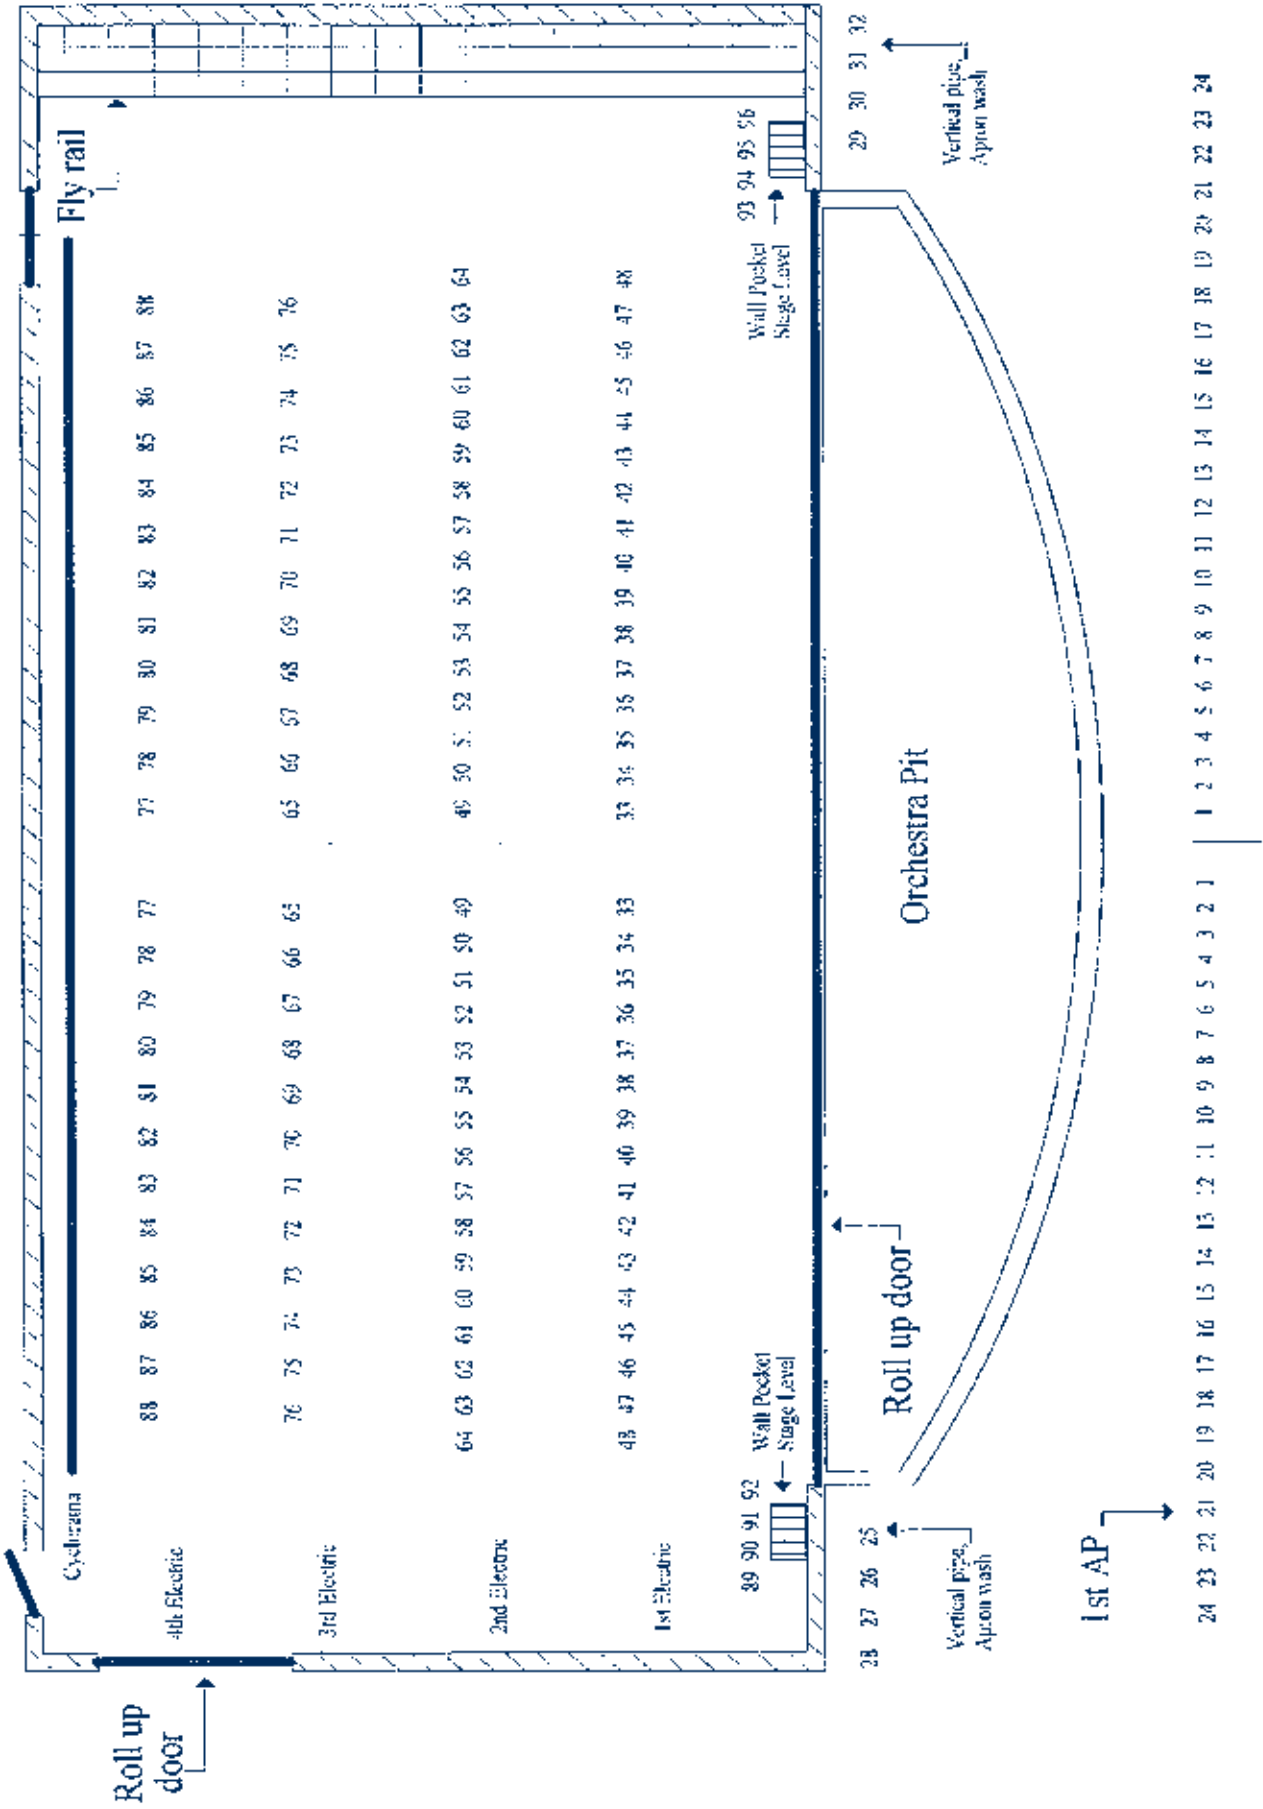 Fly rail
Cyclorama
88 87 86 85 84 83 82 81 80 79 78 77 77 78 79 80 81 82 83 84 85 86 87 88
4th Electric
76 75 74 73 72 71 70 69 68 67 66 65 65 66 67 68 69 70 71 72 73 74 75 76
3rd Electric
64 63 62 61 60 59 58 57 56 55 54 53 52 51 50 49 49 50 51 52 53 54 55 56 57 58 59 60 61 62 63 64
2nd Electric
48 47 46 45 44 43 42 41 40 39 38 37 36 35 34 33 33 34 35 36 37 38 39 40 41 42 43 44 45 46 47 48
1st Electric
Roll up
door
89 90 91 92
Wall Pocket
Stage Level
93 94 95 96
Wall Pocket
Stage Level
28 27 26 25
29 30 31 32
Roll up door
Orchestra Pit
Vertical pipe,
Apron wash
Vertical pipe,
Apron wash
1st AP
24 23 22 21 20 19 18 17 16 15 14 13 12 11 10 9 8 7 6 5 4 3 2 1 1 2 3 4 5 6 7 8 9 10 11 12 13 14 15 16 17 18 19 20 21 22 23 24